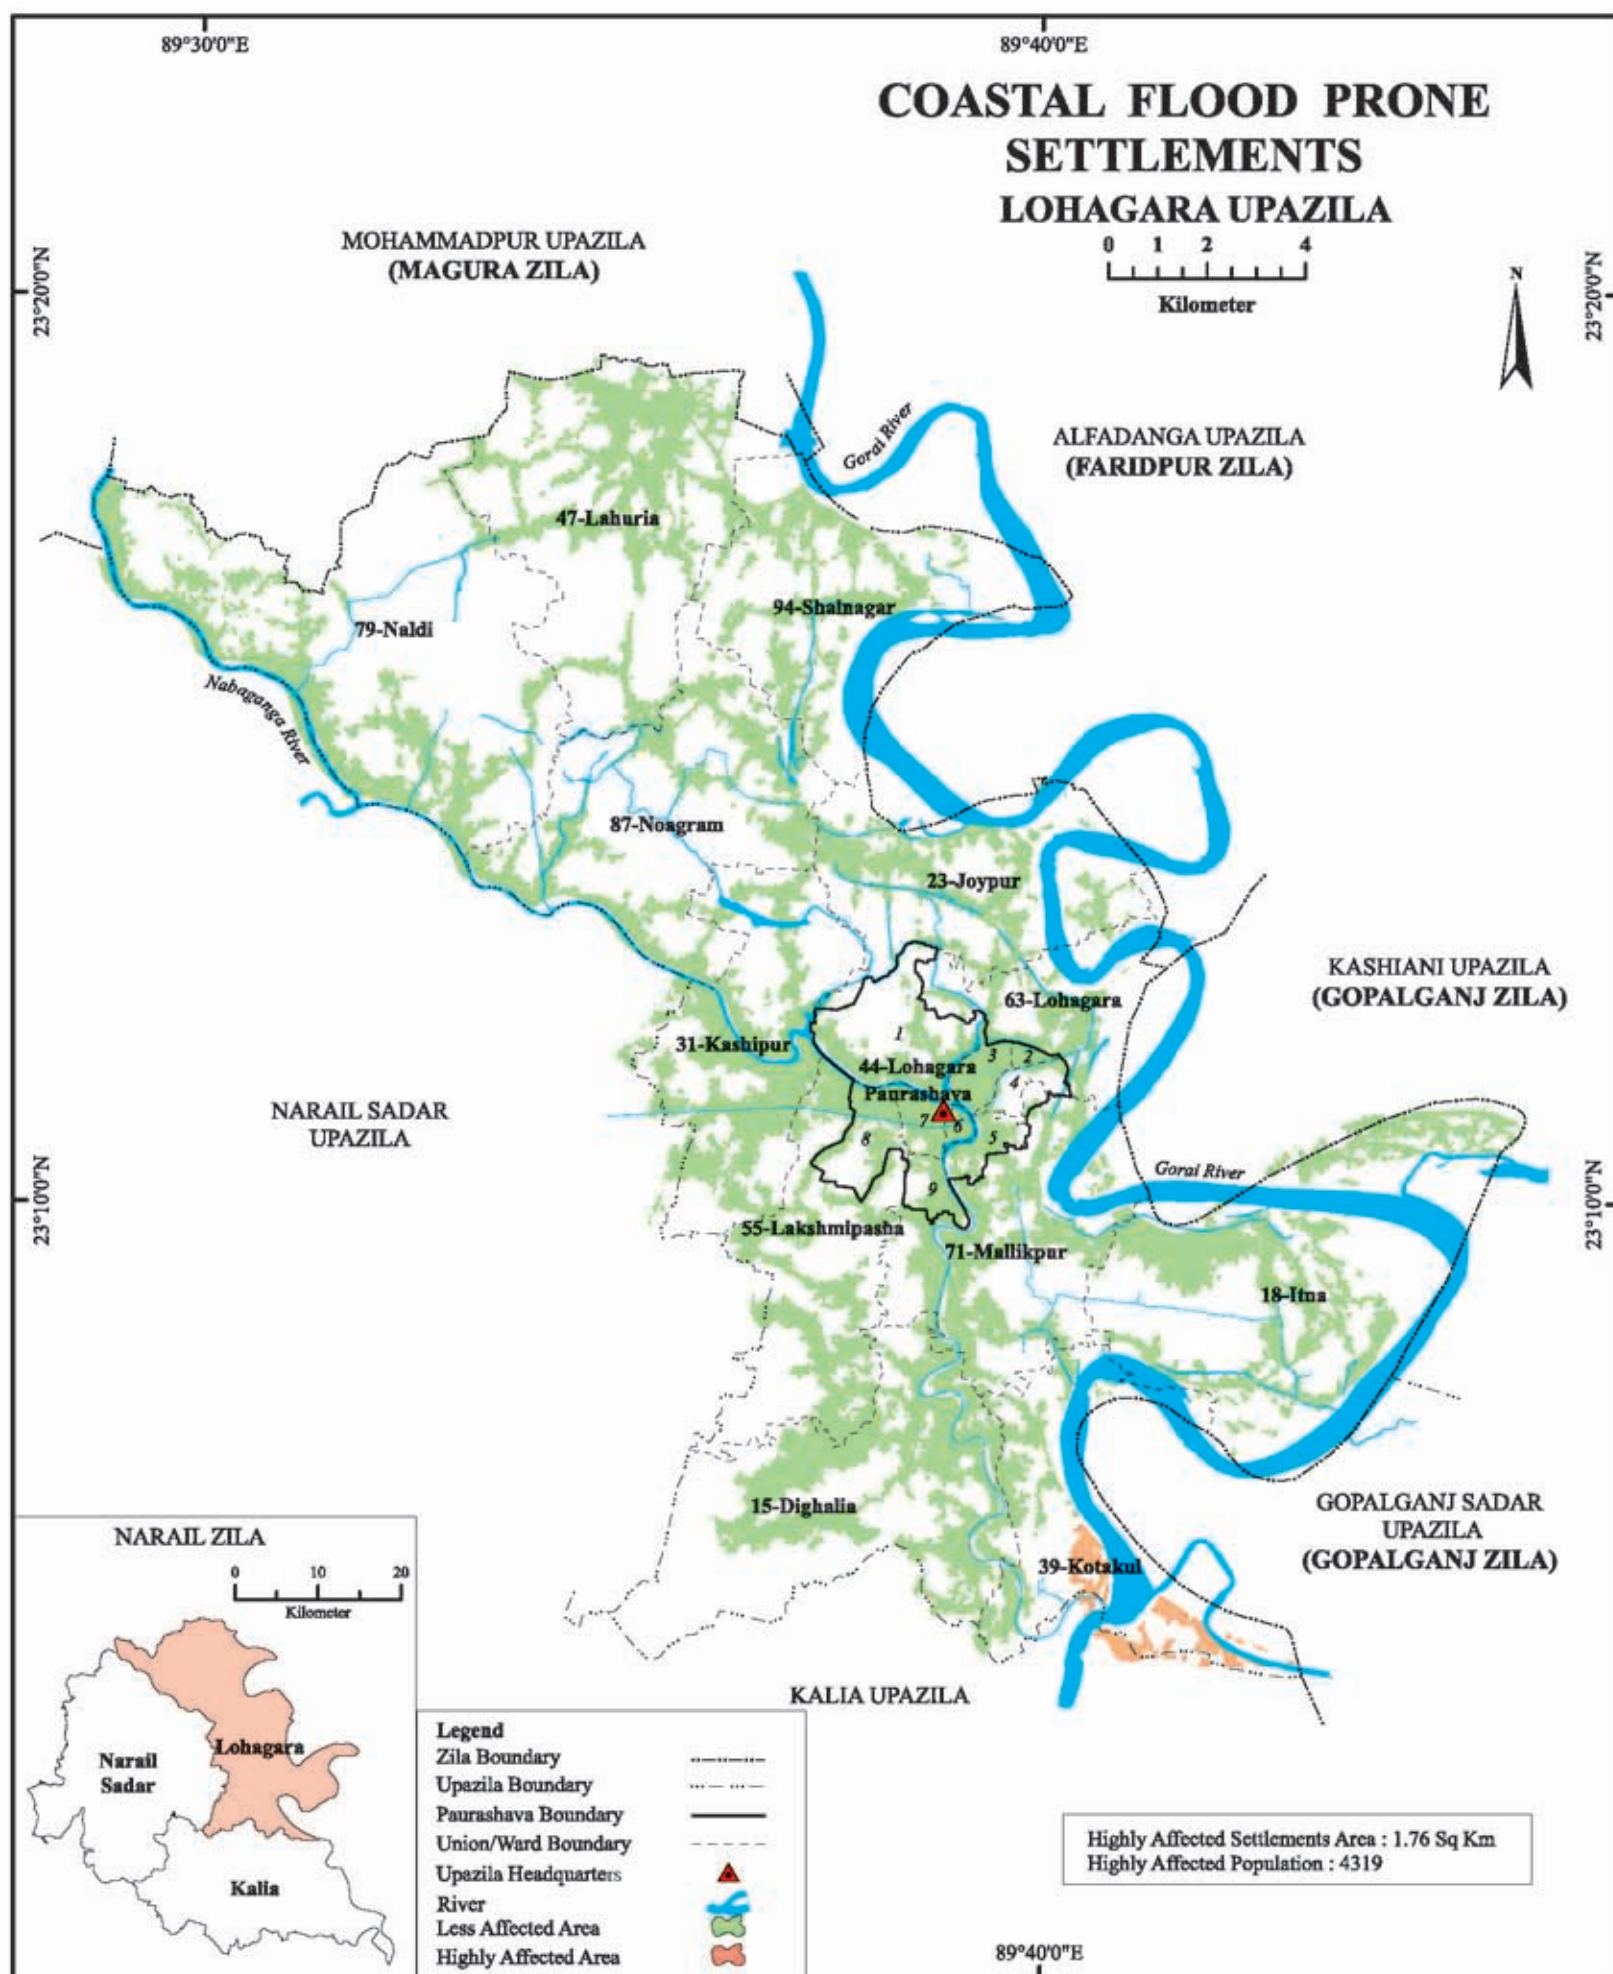 89°30'0"E
89°40'0"E
COASTAL FLOOD PRONE
SETTLEMENTS
LOHAGARA UPAZILA
0 1 2 4
Kilometer
N
MOHAMMADPUR UPAZILA
(MAGURA ZILA)
23°20'0"N
23°20'0"N
Gorai River
ALFADANGA UPAZILA
(FARIDPUR ZILA)
47-Lahuria
94-Shalnagar
79-Naldi
Nabaganga River
87-Noagram
23-Joypur
KASHIANI UPAZILA
(GOPALGANJ ZILA)
63-Lohagara
1
31-Kashipur
3
2
44-Lohagara
Paurashava
4
NARAIL SADAR
UPAZILA
7
6
8
5
9
Gorai River
23°10'0"N
23°10'0"N
55-Lakshmipasha
71-Mallikpur
18-Itna
15-Dighalia
39-Kotakul
GOPALGANJ SADAR
UPAZILA
(GOPALGANJ ZILA)
KALIA UPAZILA
NARAIL ZILA
0 10 20
Kilometer
Lohagara
Narail
Sadar
Kalia
Legend
Zila Boundary
Upazila Boundary
Paurashava Boundary
Union/Ward Boundary
Upazila Headquarters
River
Less Affected Area
Highly Affected Area
Highly Affected Settlements Area : 1.76 Sq Km
Highly Affected Population : 4319
89°40'0"E